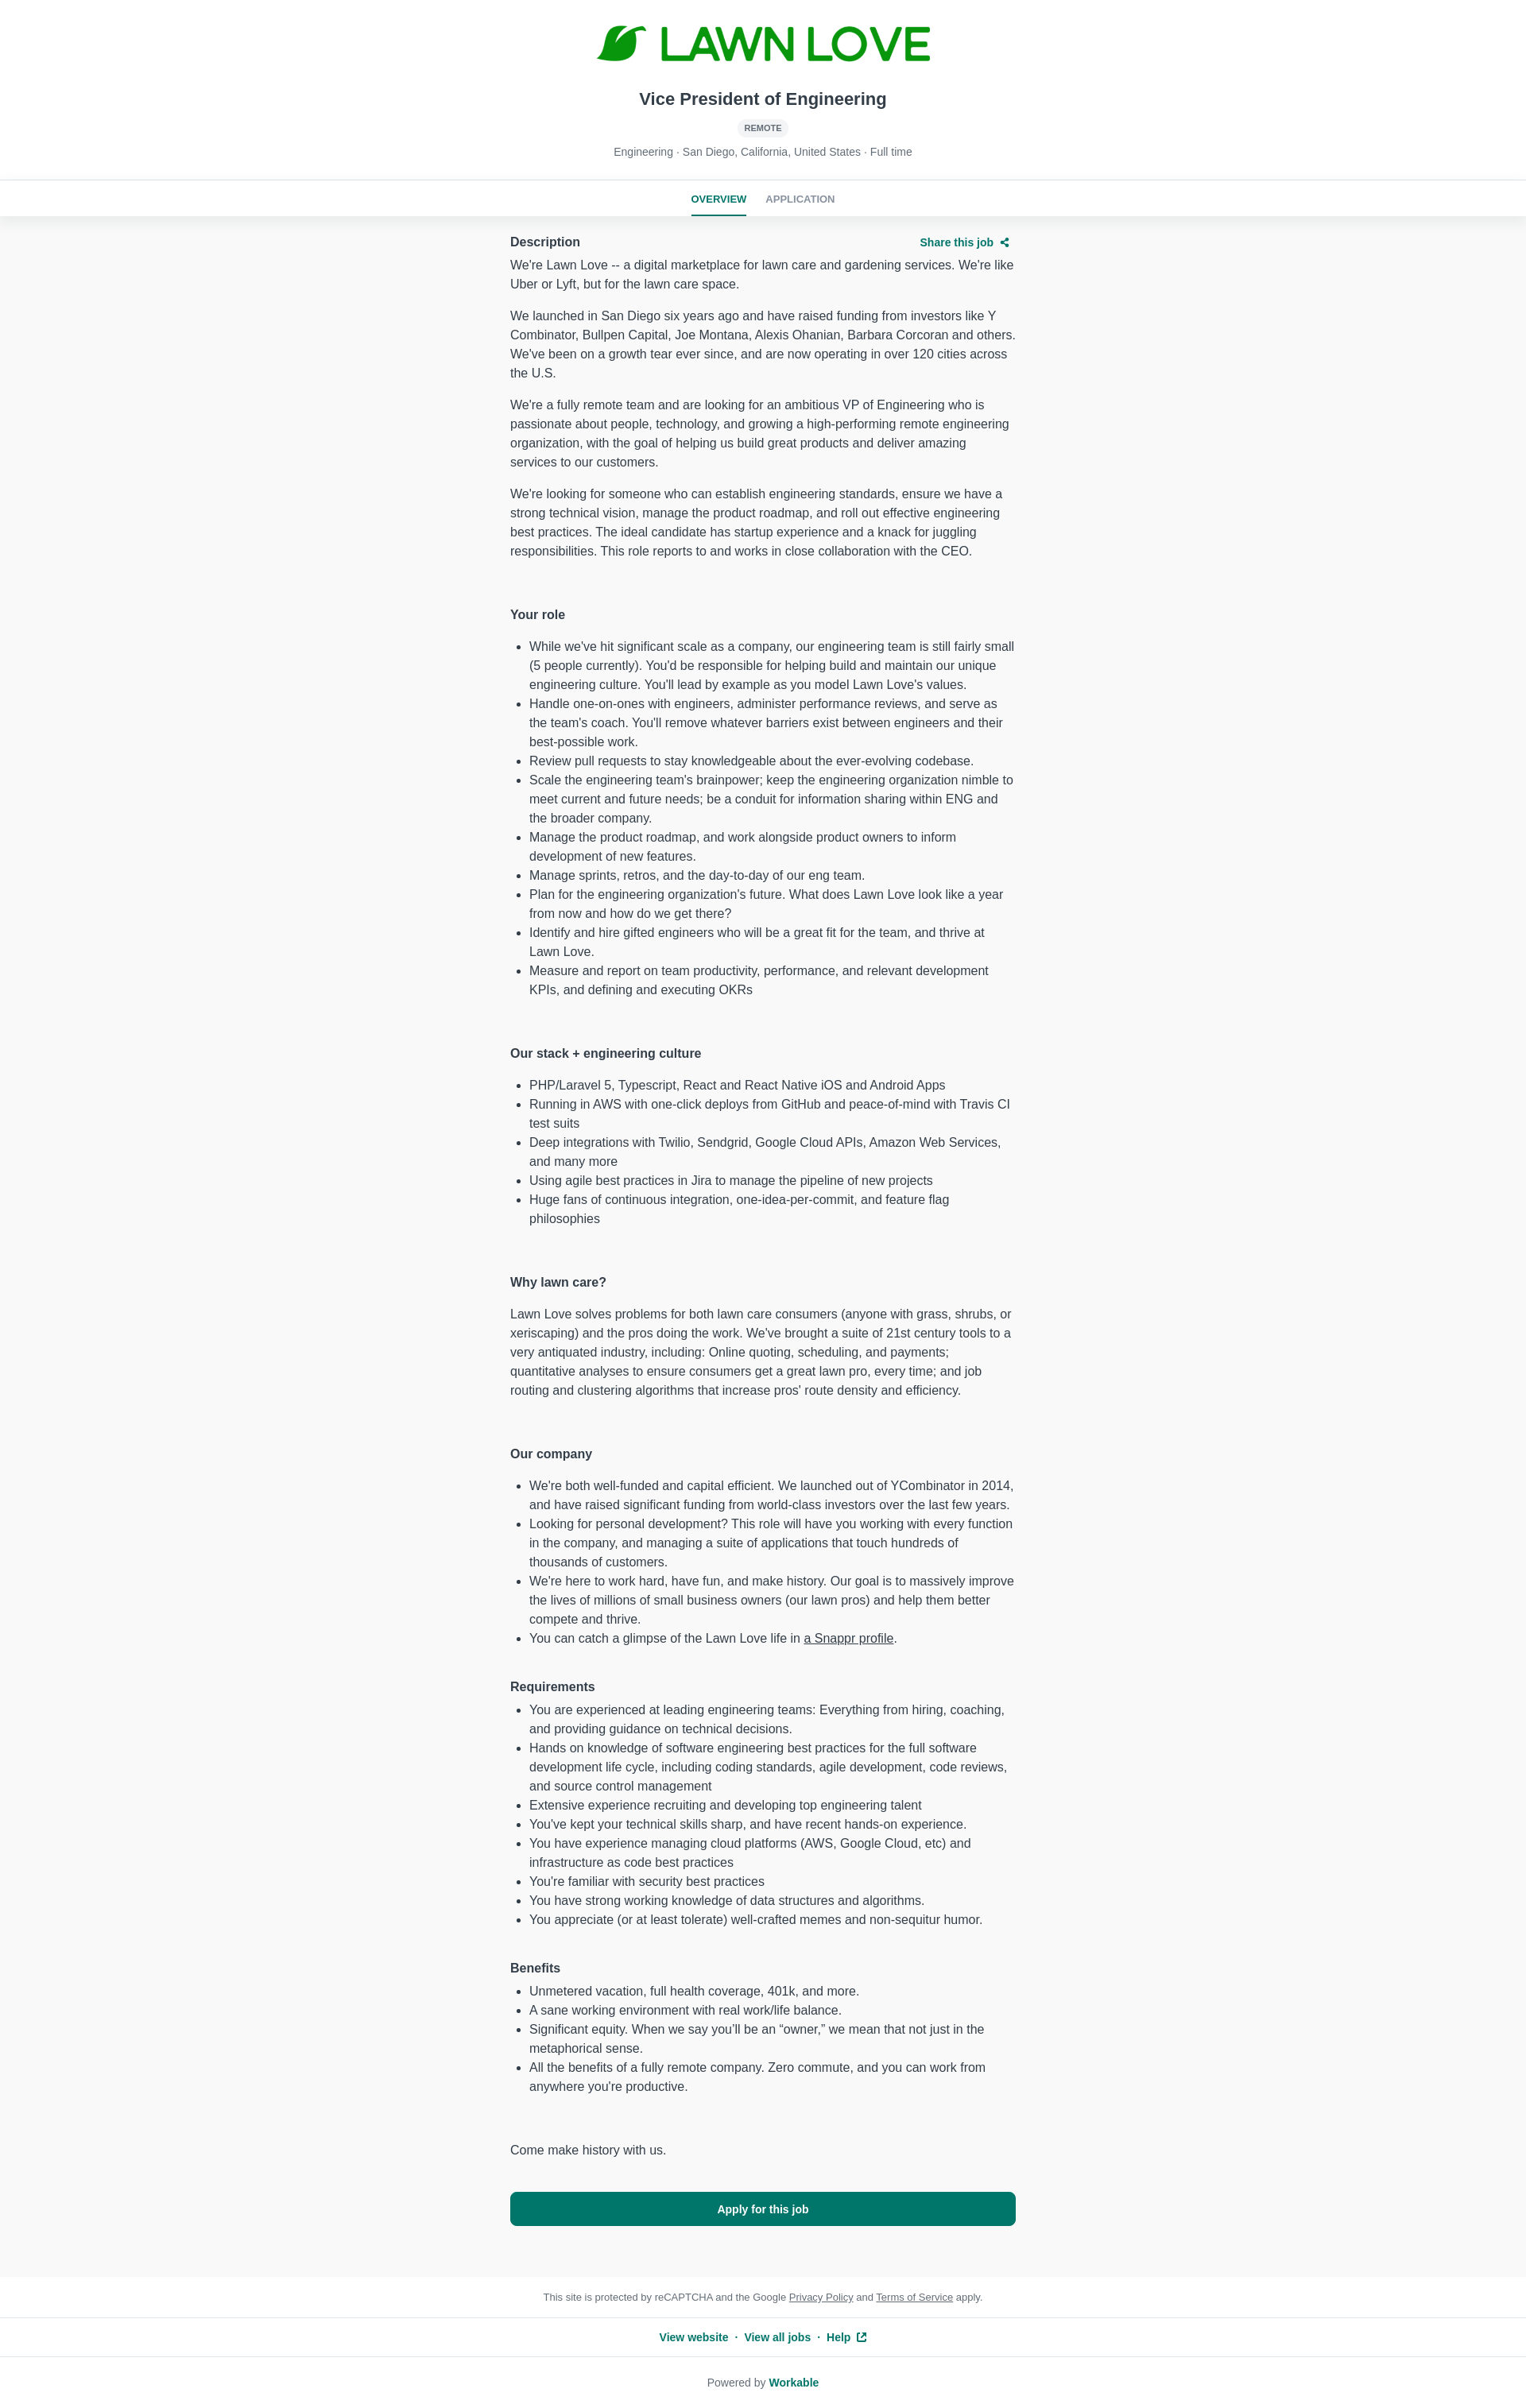 LAWN LOVE
Vice President of Engineering
REMOTE
Engineering · San Diego, California, United States · Full time
OVERVIEW APPLICATION
Description
Share this job
We're Lawn Love -- a digital marketplace for lawn care and gardening services. We're like
Uber or Lyft, but for the lawn care space.
We launched in San Diego six years ago and have raised funding from investors like Y
Combinator, Bullpen Capital, Joe Montana, Alexis Ohanian, Barbara Corcoran and others.
We've been on a growth tear ever since, and are now operating in over 120 cities across
the U.S.
We're a fully remote team and are looking for an ambitious VP of Engineering who is
passionate about people, technology, and growing a high-performing remote engineering
organization, with the goal of helping us build great products and deliver amazing
services to our customers.
We're looking for someone who can establish engineering standards, ensure we have a
strong technical vision, manage the product roadmap, and roll out effective engineering
best practices. The ideal candidate has startup experience and a knack for juggling
responsibilities. This role reports to and works in close collaboration with the CEO.
Your role
• While we've hit significant scale as a company, our engineering team is still fairly small
(5 people currently). You'd be responsible for helping build and maintain our unique
engineering culture. You'll lead by example as you model Lawn Love's values.
• Handle one-on-ones with engineers, administer performance reviews, and serve as
the team's coach. You'll remove whatever barriers exist between engineers and their
best-possible work.
• Review pull requests to stay knowledgeable about the ever-evolving codebase.
• Scale the engineering team's brainpower; keep the engineering organization nimble to
meet current and future needs; be a conduit for information sharing within ENG and
the broader company.
• Manage the product roadmap, and work alongside product owners to inform
development of new features.
• Manage sprints, retros, and the day-to-day of our eng team.
• Plan for the engineering organization's future. What does Lawn Love look like a year
from now and how do we get there?
• Identify and hire gifted engineers who will be a great fit for the team, and thrive at
Lawn Love.
• Measure and report on team productivity, performance, and relevant development
KPIs, and defining and executing OKRs
Our stack + engineering culture
• PHP/Laravel 5, Typescript, React and React Native iOS and Android Apps
• Running in AWS with one-click deploys from GitHub and peace-of-mind with Travis CI
test suits
• Deep integrations with Twilio, Sendgrid, Google Cloud APIs, Amazon Web Services,
and many more
• Using agile best practices in Jira to manage the pipeline of new projects
• Huge fans of continuous integration, one-idea-per-commit, and feature flag
philosophies
Why lawn care?
Lawn Love solves problems for both lawn care consumers (anyone with grass, shrubs, or
xeriscaping) and the pros doing the work. We've brought a suite of 21st century tools to a
very antiquated industry, including: Online quoting, scheduling, and payments;
quantitative analyses to ensure consumers get a great lawn pro, every time; and job
routing and clustering algorithms that increase pros' route density and efficiency.
Our company
• We're both well-funded and capital efficient. We launched out of YCombinator in 2014,
and have raised significant funding from world-class investors over the last few years.
• Looking for personal development? This role will have you working with every function
in the company, and managing a suite of applications that touch hundreds of
thousands of customers.
• We're here to work hard, have fun, and make history. Our goal is to massively improve
the lives of millions of small business owners (our lawn pros) and help them better
compete and thrive.
• You can catch a glimpse of the Lawn Love life in a Snappr profile.
Requirements
• You are experienced at leading engineering teams: Everything from hiring, coaching,
and providing guidance on technical decisions.
• Hands on knowledge of software engineering best practices for the full software
development life cycle, including coding standards, agile development, code reviews,
and source control management
• Extensive experience recruiting and developing top engineering talent
• You've kept your technical skills sharp, and have recent hands-on experience.
• You have experience managing cloud platforms (AWS, Google Cloud, etc) and
infrastructure as code best practices
• You're familiar with security best practices
• You have strong working knowledge of data structures and algorithms.
• You appreciate (or at least tolerate) well-crafted memes and non-sequitur humor.
Benefits
• Unmetered vacation, full health coverage, 401k, and more.
• A sane working environment with real work/life balance.
• Significant equity. When we say you’ll be an “owner,” we mean that not just in the
metaphorical sense.
• All the benefits of a fully remote company. Zero commute, and you can work from
anywhere you're productive.
Come make history with us.
Apply for this job
This site is protected by reCAPTCHA and the Google Privacy Policy and Terms of Service apply.
View website · View all jobs · Help
Powered by Workable